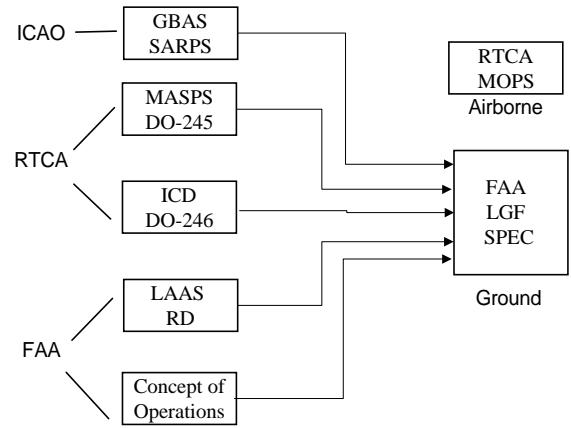 ICAO
GBAS
SARPS
RTCA
MOPS
Airborne
MASPS
DO-245
RTCA
ICD
DO-246
FAA
LGF
SPEC
Ground
LAAS
RD
FAA
Concept of
Operations